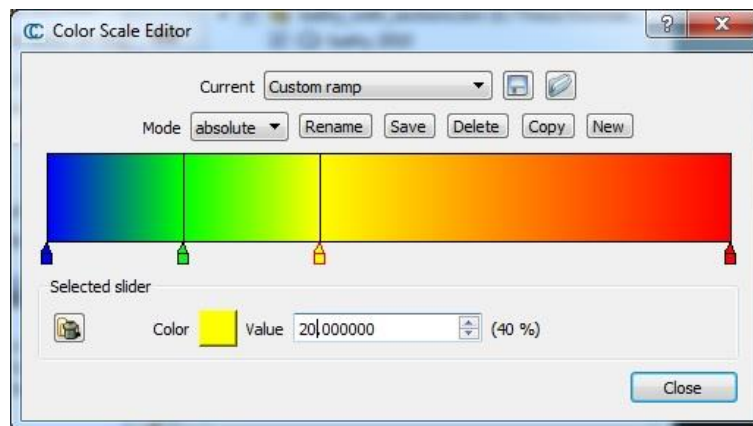 Color Scale Editor
Current Custom ramp
Mode absolute Rename Save Delete Copy New
Selected slider
Color Value 20.000000 (40 %)
Close